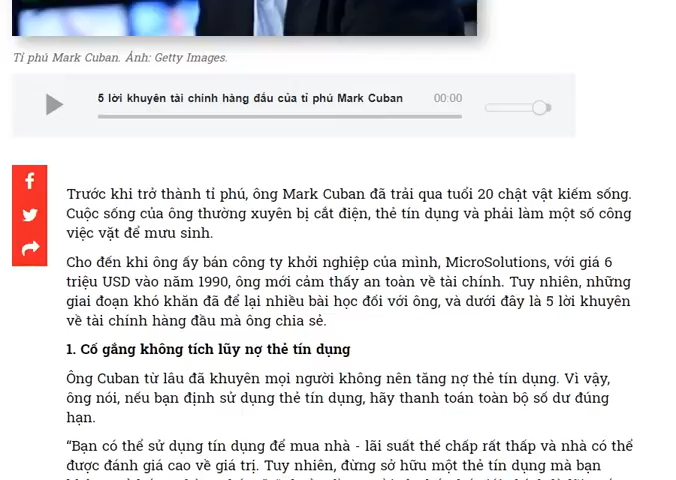 Tỉ phú Mark Cuban. Ảnh: Getty Images.
5 lời khuyên tài chính hàng đầu của tỉ phú Mark Cuban 00:00
Trước khi trở thành tỉ phú, ông Mark Cuban đã trải qua tuổi 20 chật vật kiếm sống.
Cuộc sống của ông thường xuyên bị cắt điện, thẻ tín dụng và phải làm một số công
việc vặt để mưu sinh.
Cho đến khi ông ấy bán công ty khởi nghiệp của mình, MicroSolutions, với giá 6
triệu USD vào năm 1990, ông mới cảm thấy an toàn về tài chính. Tuy nhiên, những
giai đoạn khó khăn đã để lại nhiều bài học đối với ông, và dưới đây là 5 lời khuyên
về tài chính hàng đầu mà ông chia sẻ.
1. Cố gắng không tích lũy nợ thẻ tín dụng
Ông Cuban từ lâu đã khuyên mọi người không nên tăng nợ thẻ tín dụng. Vì vậy,
ông nói, nếu bạn định sử dụng thẻ tín dụng, hãy thanh toán toàn bộ số dư đúng
hạn.
“Bạn có thể sử dụng tín dụng để mua nhà - lãi suất thế chấp rất thấp và nhà có thể
được đánh giá cao về giá trị. Tuy nhiên, đừng sở hữu một thẻ tín dụng mà bạn